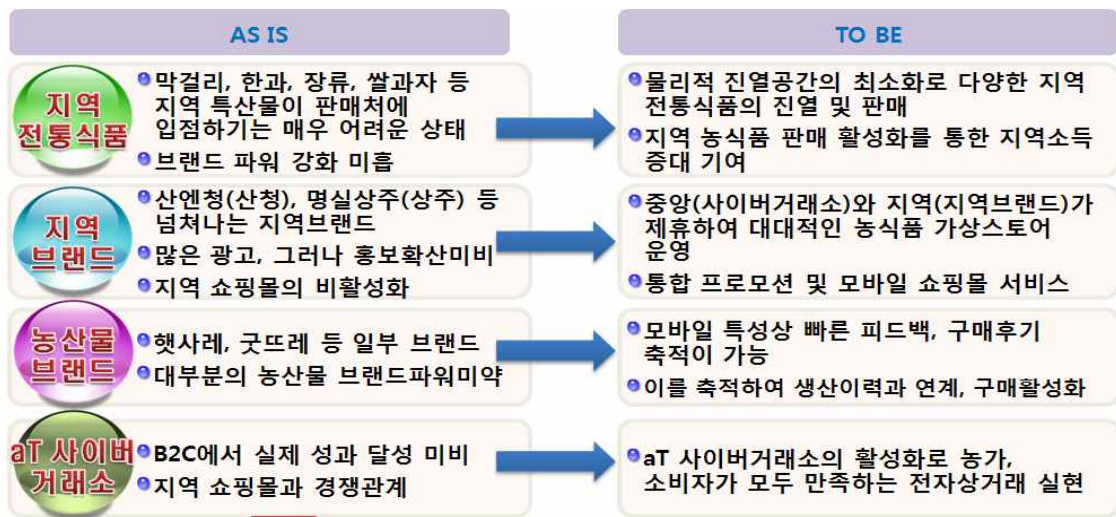 AS IS
TO BE
지역
전통식품
막걸리, 한과, 장류, 쌀과자 등
지역 특산물이 판매처에
입점하기는 매우 어려운 상태
브랜드 파워 강화 미흡
물리적 진열공간의 최소화로 다양한 지역
전통식품의 진열 및 판매
지역 농식품 판매 활성화를 통한 지역소득
증대 기여
지역
브랜드
산엔청(산청), 명실상주(상주) 등
넘쳐나는 지역브랜드
많은 광고, 그러나 홍보확산미비
지역 쇼핑몰의 비활성화
중앙(사이버거래소)와 지역(지역브랜드)가
제휴하여 대대적인 농식품 가상스토어
운영
통합 프로모션 및 모바일 쇼핑몰 서비스
농산물
브랜드
햇사레, 굿뜨레 등 일부 브랜드
대부분의 농산물 브랜드파워미약
모바일 특성상 빠른 피드백, 구매후기
축적이 가능
이를 축적하여 생산이력과 연계, 구매활성화
aT 사이버
거래소
B2C에서 실제 성과 달성 미비
지역 쇼핑몰과 경쟁관계
aT 사이버거래소의 활성화로 농가,
소비자가 모두 만족하는 전자상거래 실현